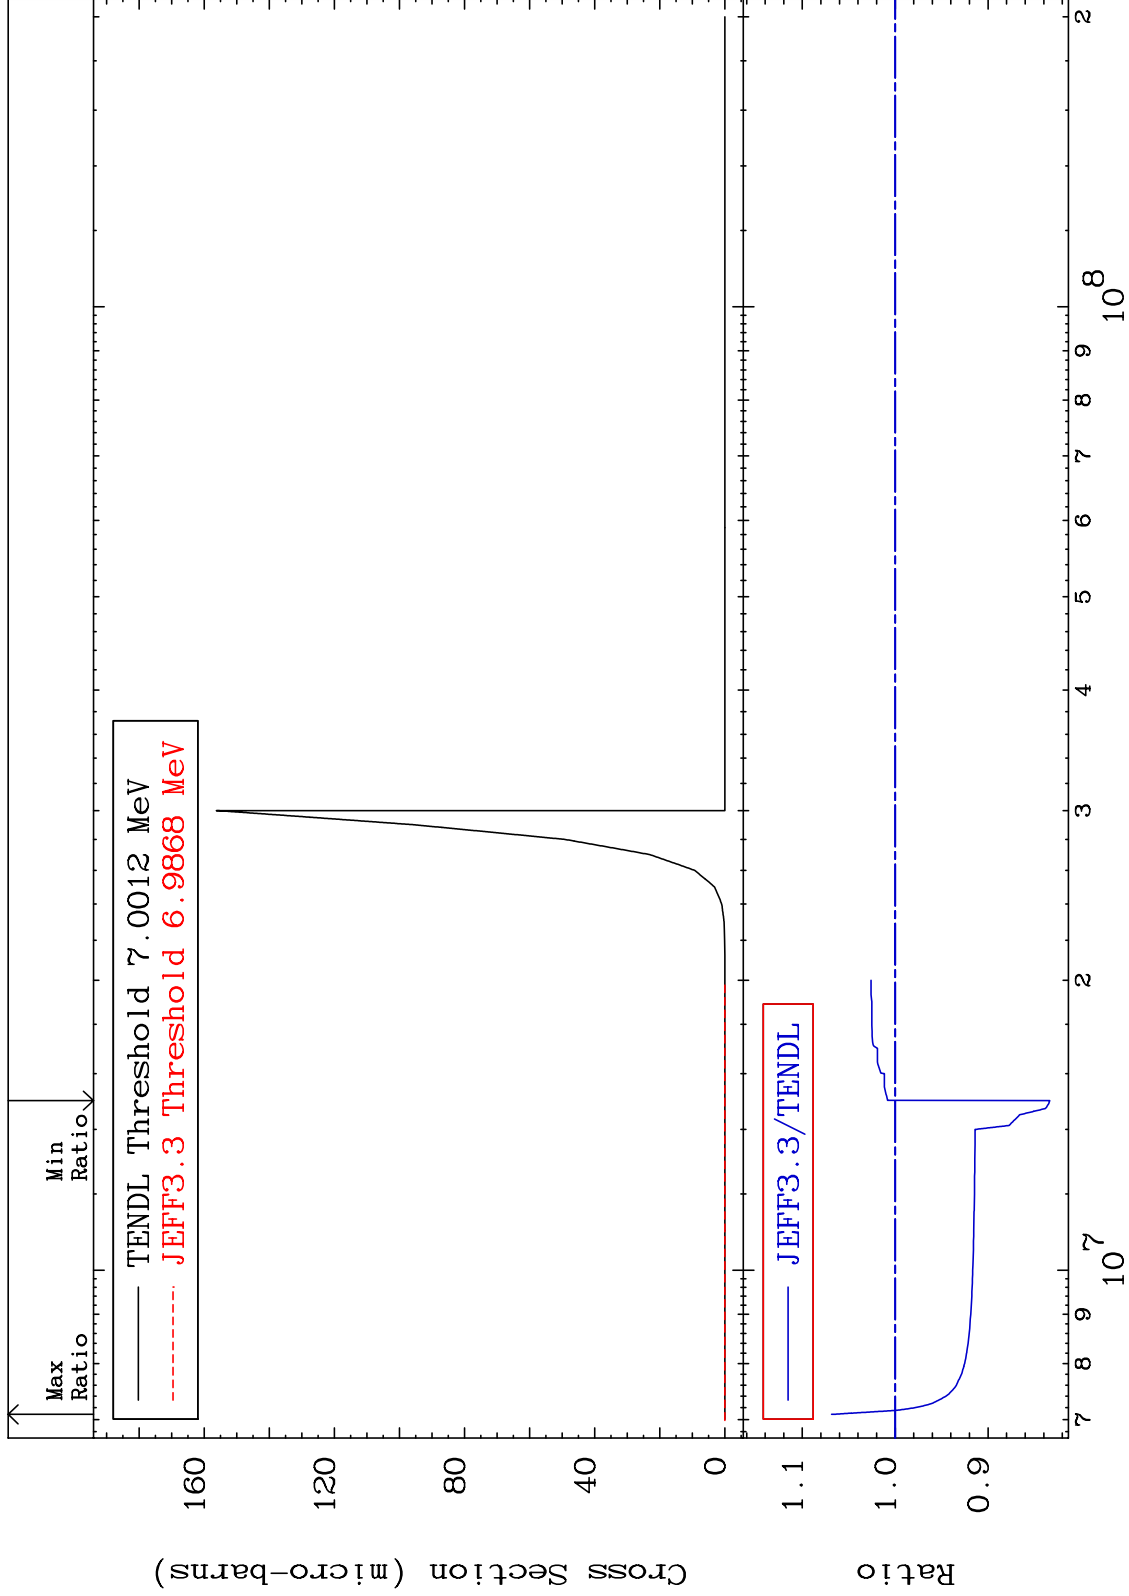 Max
Ratio
Min
Ratio
TENDL Threshold 7.0012 MeV
JEFF3.3 Threshold 6.9868 MeV
160
120
80
40
0
Cross Section (micro-barns)
JEFF3.3/TENDL
1.1
1.0
0.9
Ratio
7 8 9 2 3 4 5 6 7 8 9 2
10 7
10 8